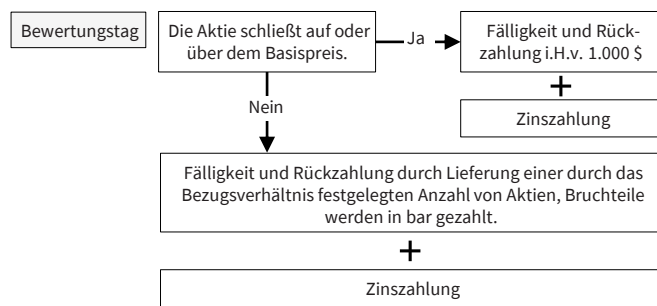 Bewertungstag
Die Aktie schließt auf oder
über dem Basispreis.
Ja
Fälligkeit und Rück-
zahlung i.H.v. 1.000 $
+
Zinszahlung
Nein
Fälligkeit und Rückzahlung durch Lieferung einer durch das
Bezugsverhältnis festgelegten Anzahl von Aktien, Bruchteile
werden in bar gezahlt.
+
Zinszahlung